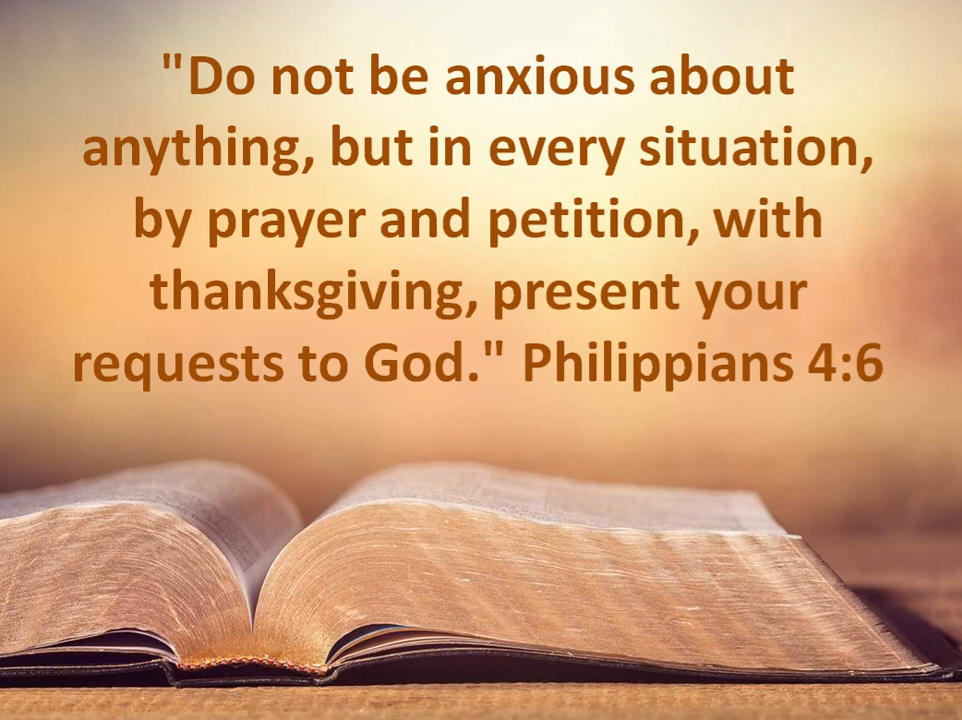 "Do not be anxious about
anything, but in every situation,
by prayer and petition, with
thanksgiving, present your
requests to God." Philippians 4:6